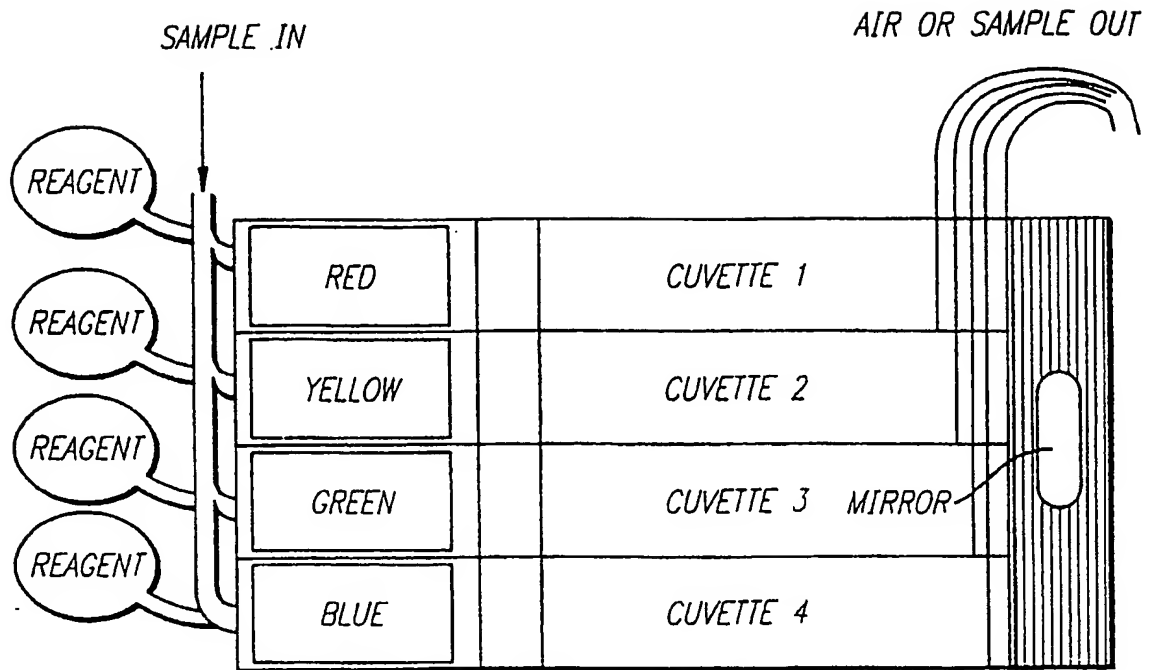 SAMPLE IN
AIR OR SAMPLE OUT
REAGENT
RED
CUVETTE 1
REAGENT
YELLOW
CUVETTE 2
REAGENT
GREEN
CUVETTE 3
MIRROR
REAGENT
BLUE
CUVETTE 4